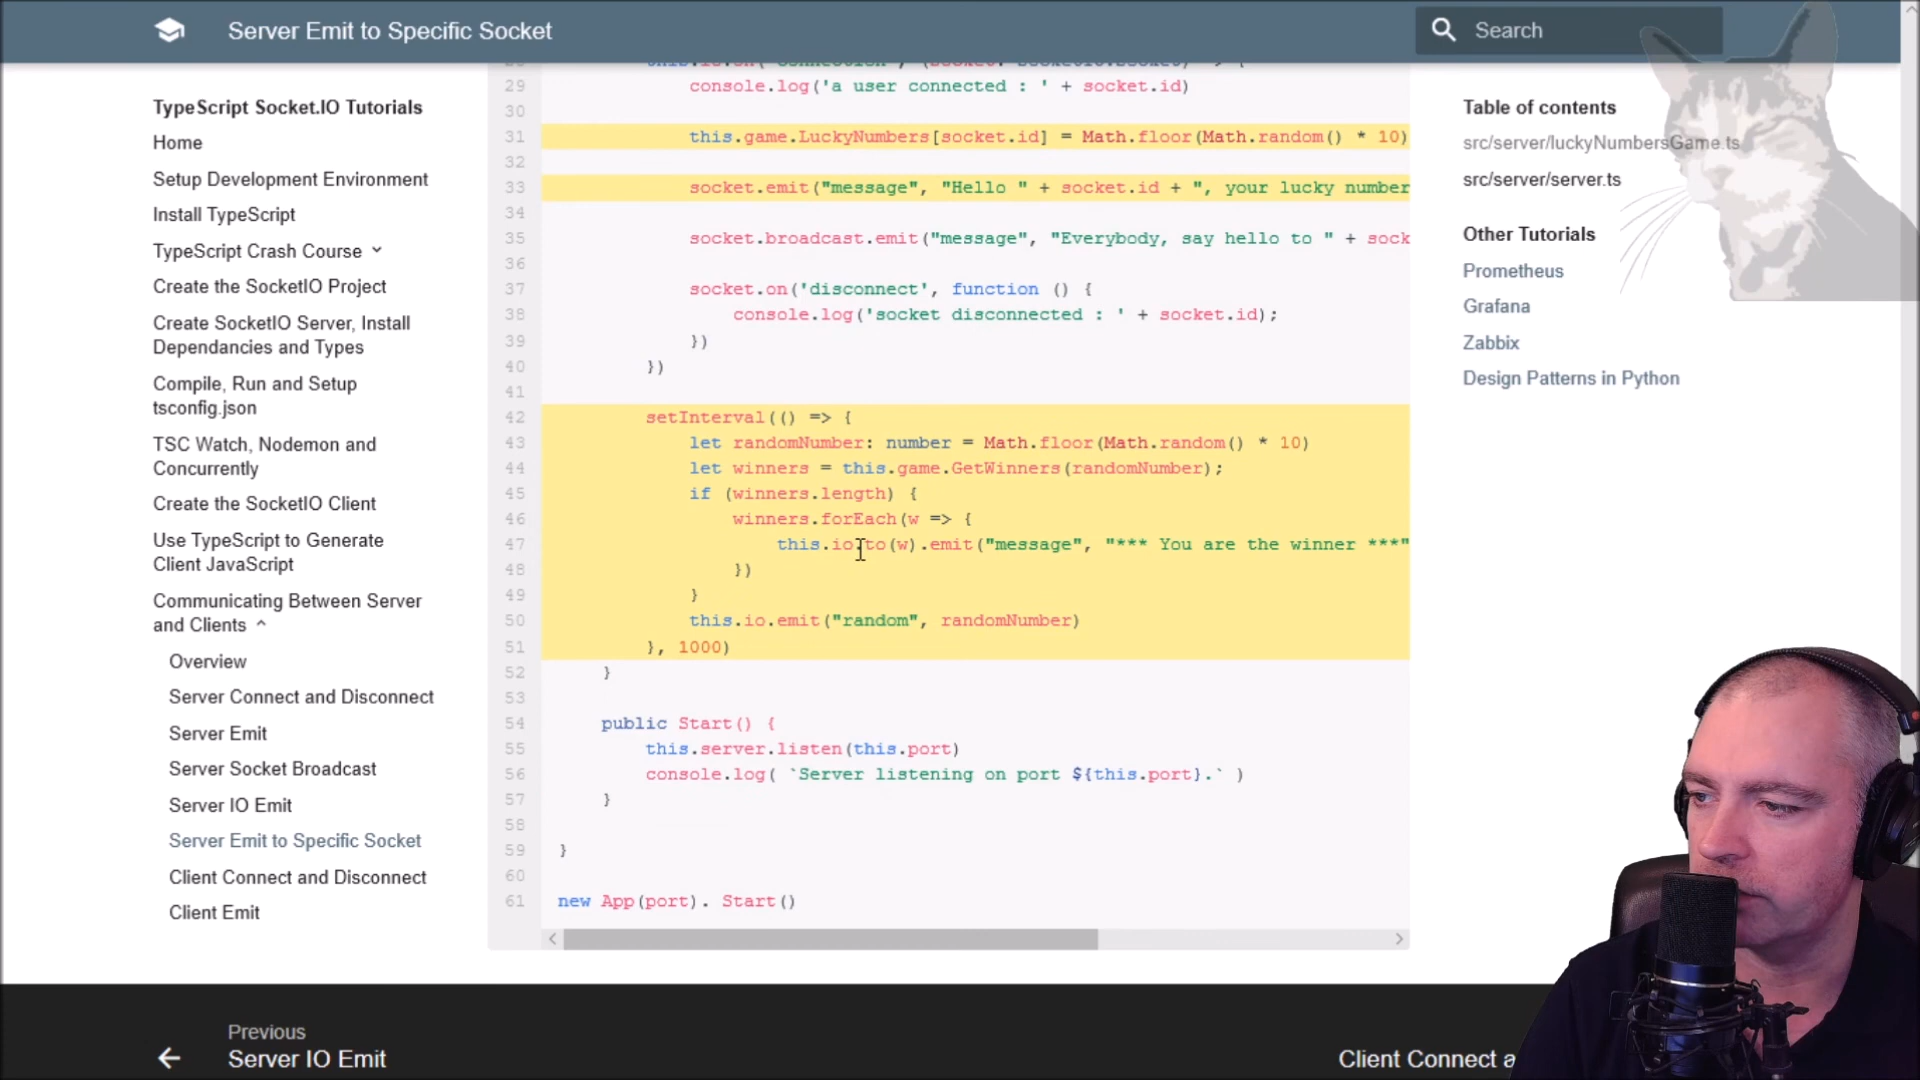 Server Emit to Specific Socket
Search
TypeScript Socket.IO Tutorials
Home
Setup Development Environment
Install TypeScript
TypeScript Crash Course
Create the SocketIO Project
Create SocketIO Server, Install
Dependancies and Types
Compile, Run and Setup
tsconfig.json
TSC Watch, Nodemon and
Concurrently
Create the SocketIO Client
Use TypeScript to Generate
Client JavaScript
Communicating Between Server
and Clients
Overview
Server Connect and Disconnect
Server Emit
Server Socket Broadcast
Server IO Emit
Server Emit to Specific Socket
Client Connect and Disconnect
Client Emit
29 console.log('a user connected : ' + socket.id)
30
31 this.game.LuckyNumbers[socket.id] = Math.floor(Math.random() * 10)
32
33 socket.emit("message", "Hello " + socket.id + ", your lucky number
34
35 socket.broadcast.emit("message", "Everybody, say hello to " + sock
36
37 socket.on('disconnect', function () {
38 console.log('socket disconnected : ' + socket.id);
39 })
40 })
41
42 setInterval(() => {
43 let randomNumber: number = Math.floor(Math.random() * 10)
44 let winners = this.game.GetWinners(randomNumber);
45 if (winners.length) {
46 winners.forEach(w => {
47 this.io.to(w).emit("message", "*** You are the winner ***"
48 })
49 }
50 this.io.emit("random", randomNumber)
51 }, 1000)
52 }
53
54 public Start() {
55 this.server.listen(this.port)
56 console.log( `Server listening on port ${this.port}.` )
57 }
58
59 }
60
61 new App(port). Start()
Table of contents
src/server/luckyNumbersGame.ts
src/server/server.ts
Other Tutorials
Prometheus
Grafana
Zabbix
Design Patterns in Python
Previous
Server IO Emit
Client Connect a